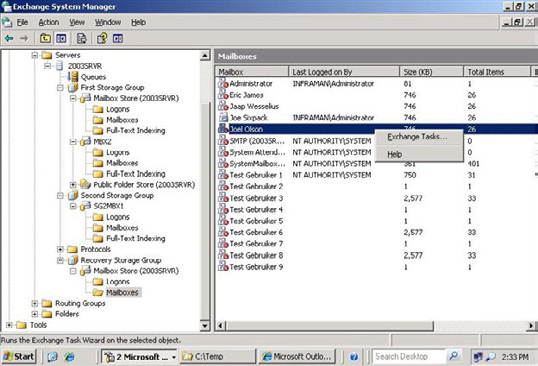 Exchange System Manager
File Action View Window Help
Servers
2003SRVR
Queues
First Storage Group
Mailbox Store (2003SRVR)
Logons
Mailboxes
Full-Text Indexing
MBX2
Logons
Mailboxes
Full-Text Indexing
Public Folder Store (2003SRVR)
Second Storage Group
SG2MBX1
Logons
Mailboxes
Full-Text Indexing
Protocols
Recovery Storage Group
Mailbox Store (2003SRVR)
Logons
Mailboxes
Routing Groups
Folders
Tools
Mailboxes
Mailbox Last Logged on By Size (KB) Total Items
Administrator INFRAMAN\Administrator 81 1
Eric James 746 26
Jaap Wesselius 746 26
Joe Sixpack INFRAMAN\Administrator 746 26
Joel Olson 746 26
SMTP (2003SR... NT AUTHORITY\SYSTEM 0
System Attend... NT AUTHORITY\SYSTEM 0
SystemMailbox... NT AUTHORITY\SYSTEM 361 401
Test Gebruiker 1 NT AUTHORITY\SYSTEM 750 31
Test Gebruiker 2 1 1
Test Gebruiker 3 2,577 33
Test Gebruiker 4 1 1
Test Gebruiker 5 1 1
Test Gebruiker 6 2,577 33
Test Gebruiker 7 1 1
Test Gebruiker 8 2,577 33
Test Gebruiker 9 1 1
Exchange Tasks...
Help
Runs the Exchange Task Wizard on the selected object.
Start 2 Microsoft ... C:\Temp Microsoft Outlo... Search Desktop 2:33 PM